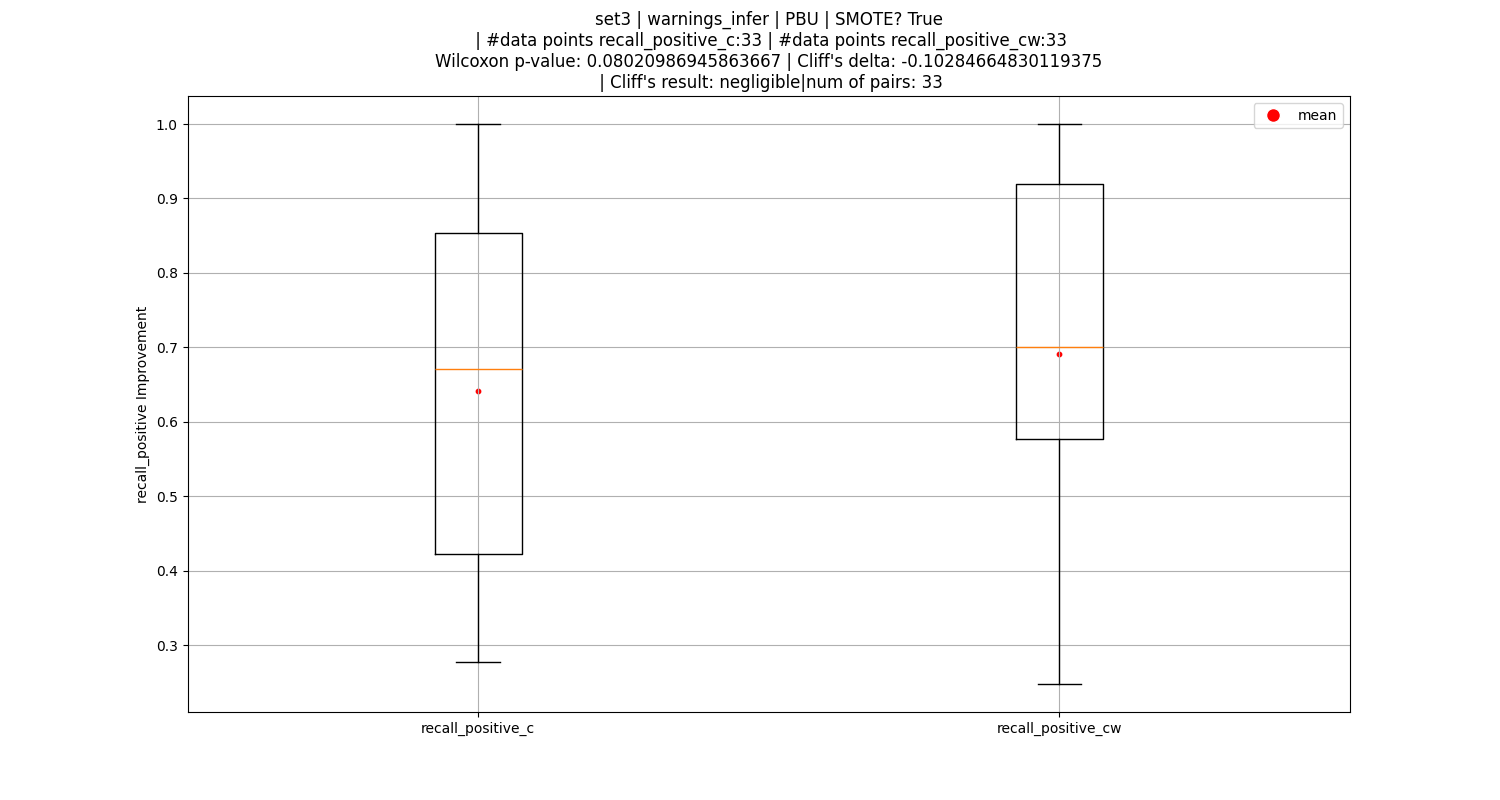 set3 | warnings_infer | PBU | SMOTE? True
| #data points recall_positive_c:33 | #data points recall_positive_cw:33
Wilcoxon p-value: 0.08020986945863667 | Cliff's delta: -0.10284664830119375
| Cliff's result: negligible|num of pairs: 33
mean
1.0
0.9
0.8
0.7
0.6
0.5
0.4
0.3
recall_positive Improvement
recall_positive_c
recall_positive_cw